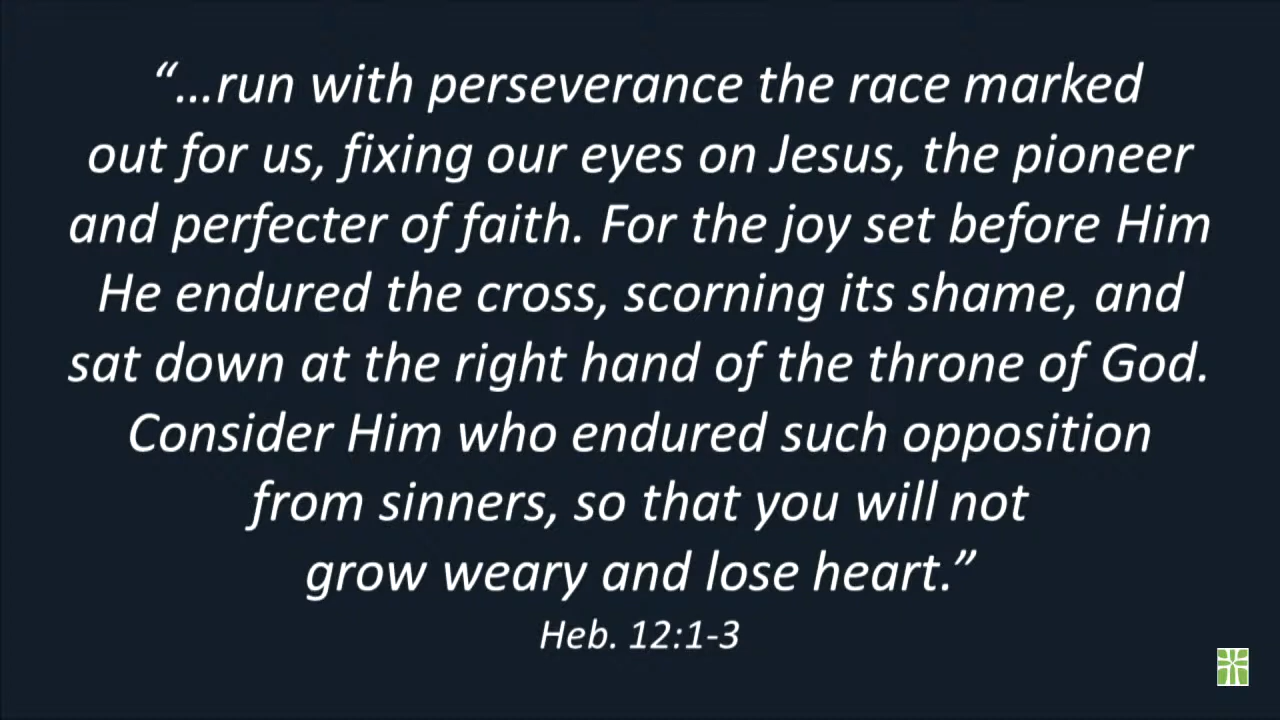 “…run with perseverance the race marked
out for us, fixing our eyes on Jesus, the pioneer
and perfecter of faith. For the joy set before Him
He endured the cross, scorning its shame, and
sat down at the right hand of the throne of God.
Consider Him who endured such opposition
from sinners, so that you will not
grow weary and lose heart.”
Heb. 12:1-3